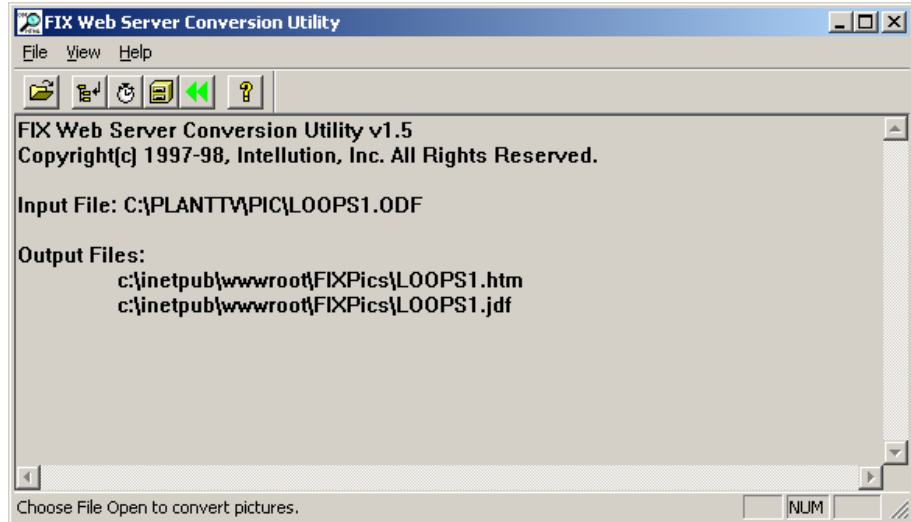 FIX Web Server Conversion Utility
File View Help
FIX Web Server Conversion Utility v1.5
Copyright(c) 1997-98, Intellution, Inc. All Rights Reserved.
Input File: C:\PLANTTV\PIC\LOOPS1.ODF
Output Files:
c:\inetpub\wwwroot\FIXPics\LOOPS1.htm
c:\inetpub\wwwroot\FIXPics\LOOPS1.jdf
Choose File Open to convert pictures.
NUM